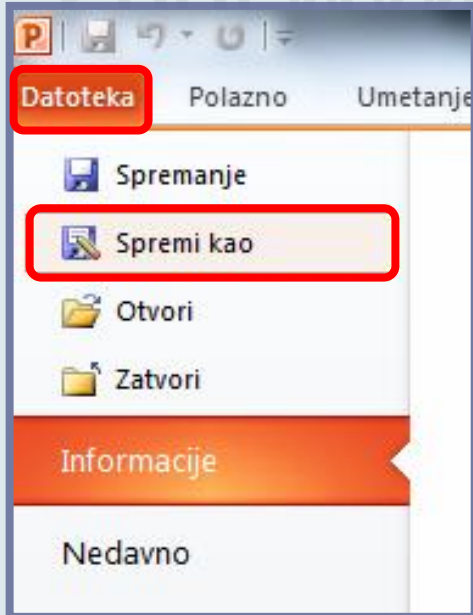 P
Datoteka Polazno Umetanje
Spremanje
Spremi kao
Otvori
Zatvori
Informacije
Nedavno